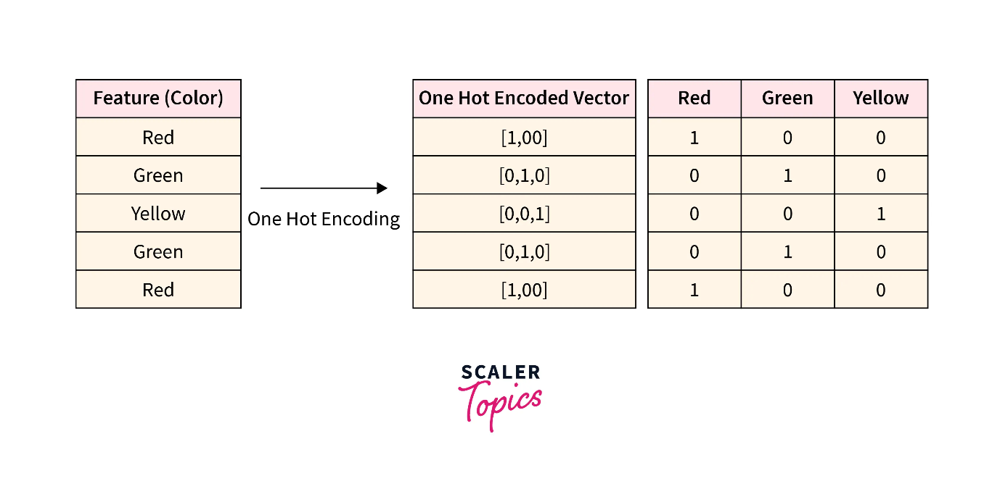 Feature (Color)
Red
Green
Yellow
Green
Red
One Hot Encoding
One Hot Encoded Vector
[1,00]
[0,1,0]
[0,0,1]
[0,1,0]
[1,00]
Red Green Yellow
1 0 0
0 1 0
0 0 1
0 1 0
1 0 0
SCALER
Topics